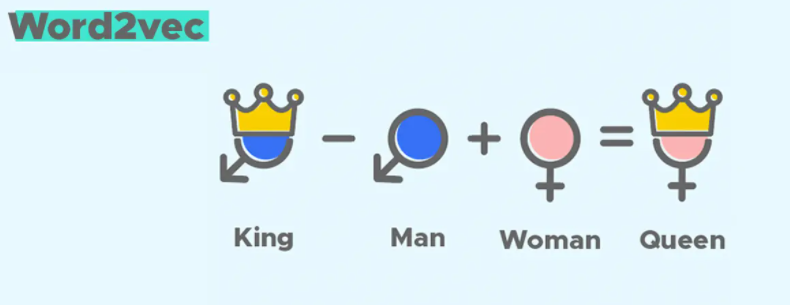 Word2vec
− + =
King Man Woman Queen